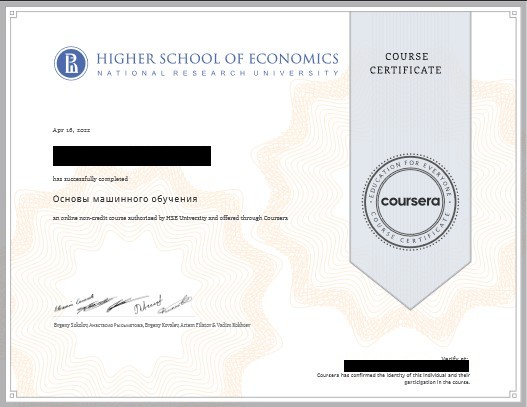 HIGHER SCHOOL OF ECONOMICS
NATIONAL RESEARCH UNIVERSITY
COURSE
CERTIFICATE
Apr 16, 2022
has successfully completed
Основы машинного обучения
an online non-credit course authorized by HSE University and offered through Coursera
EDUCATION FOR EVERYONE
coursera
COURSE CERTIFICATE
Evgeny Sokolov, Evgeny Kovalev, Artem Filatov & Vadim Kokhtev
Verify at:
Coursera has confirmed the identity of this individual and their
participation in the course.